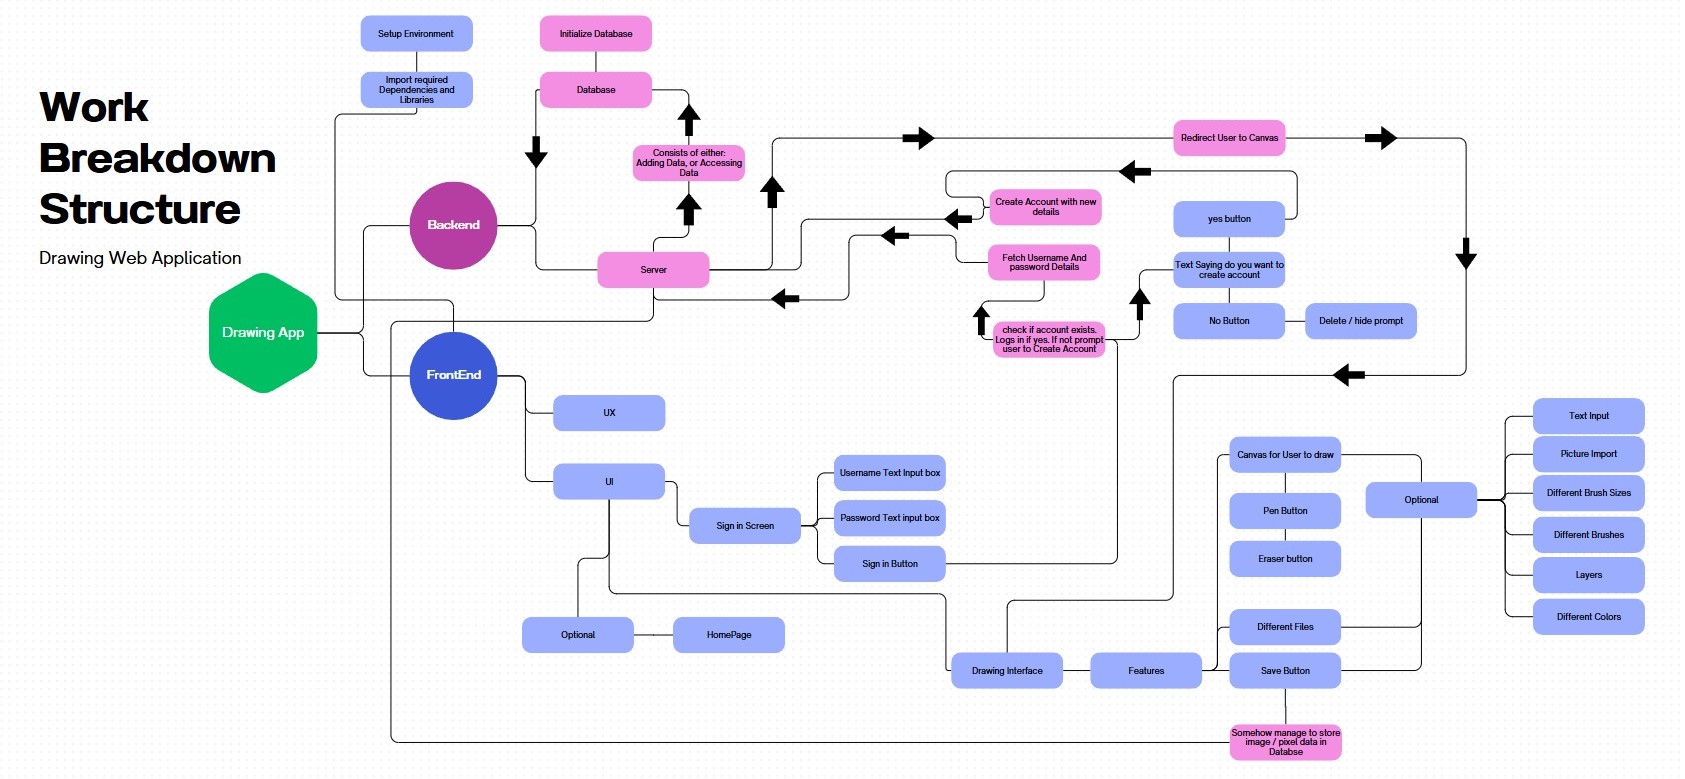 Work
Breakdown
Structure
Drawing Web Application
Drawing App
Backend
FrontEnd
Setup Environment
Import required
Dependencies and
Libraries
Initialize Database
Database
Consists of either:
Adding Data, or Accessing
Data
Server
Redirect User to Canvas
Create Account with new
details
Fetch Username And
password Details
check if account exists.
Logs in if yes. If not prompt
user to Create Account
yes button
Text Saying do you want to
create account
No Button
Delete / hide prompt
UX
UI
Sign in Screen
Username Text Input box
Password Text input box
Sign in Button
Optional
HomePage
Drawing Interface
Features
Canvas for User to draw
Pen Button
Eraser button
Different Files
Save Button
Somehow manage to store
image / pixel data in
Databse
Optional
Text Input
Picture Import
Different Brush Sizes
Different Brushes
Layers
Different Colors